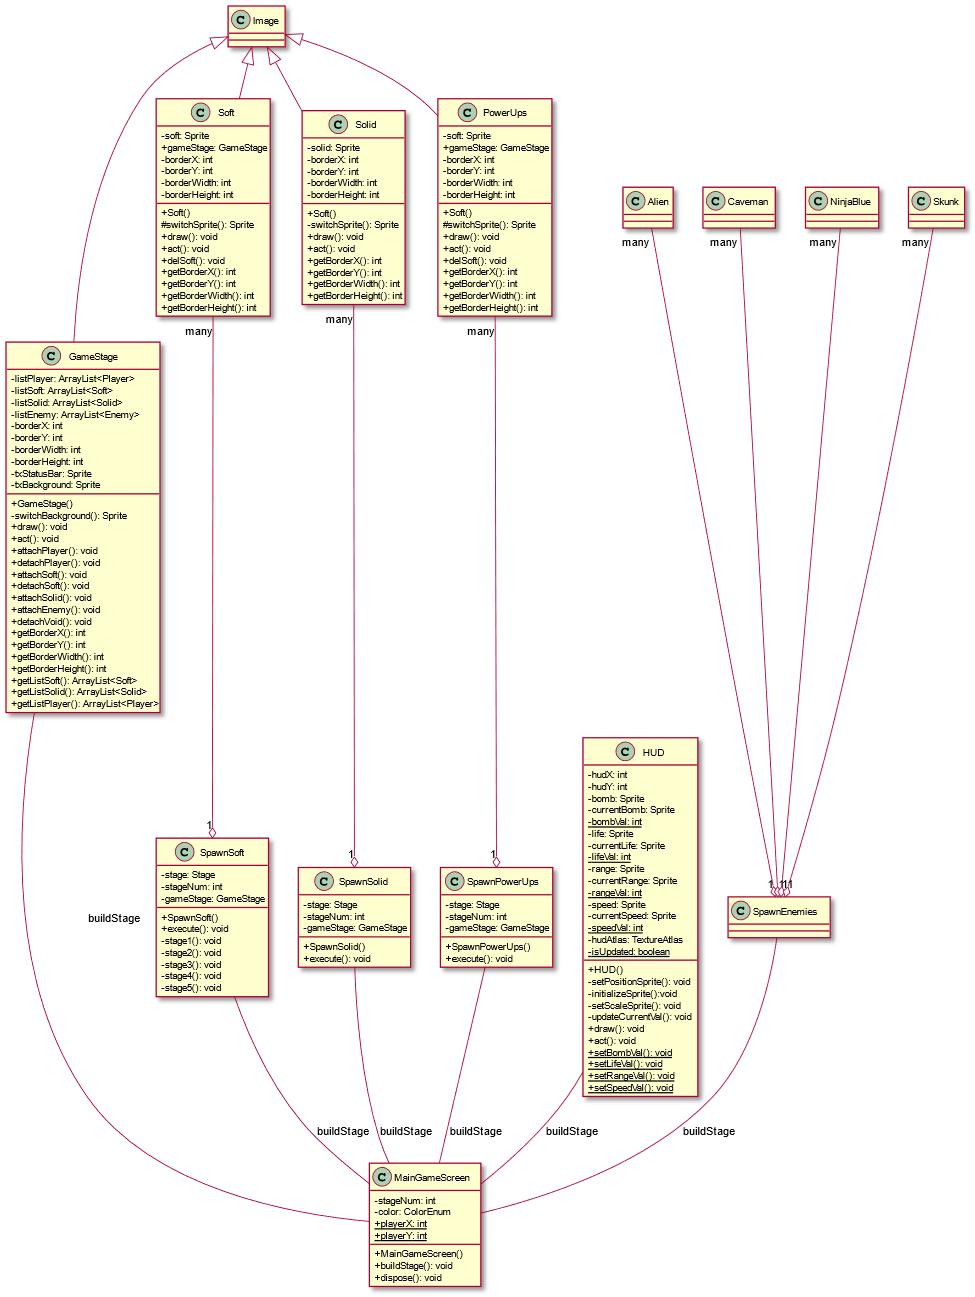 C Image
C Soft
-soft: Sprite
+gameStage: GameStage
-borderX: int
-borderY: int
-borderWidth: int
-borderHeight: int
+Soft()
#switchSprite(): Sprite
+draw(): void
+act(): void
+delSoft(): void
+getBorderX(): int
+getBorderY(): int
+getBorderWidth(): int
+getBorderHeight(): int
C Solid
-solid: Sprite
-borderX: int
-borderY: int
-borderWidth: int
-borderHeight: int
+Soft()
-switchSprite(): Sprite
+draw(): void
+act(): void
+getBorderX(): int
+getBorderY(): int
+getBorderWidth(): int
+getBorderHeight(): int
C PowerUps
-soft: Sprite
+gameStage: GameStage
-borderX: int
-borderY: int
-borderWidth: int
-borderHeight: int
+Soft()
#switchSprite(): Sprite
+draw(): void
+act(): void
+delSoft(): void
+getBorderX(): int
+getBorderY(): int
+getBorderWidth(): int
+getBorderHeight(): int
C Alien
C Caveman
C NinjaBlue
C Skunk
many
many
many
many
many
many
many
C GameStage
-listPlayer: ArrayList<Player>
-listSoft: ArrayList<Soft>
-listSolid: ArrayList<Solid>
-listEnemy: ArrayList<Enemy>
-borderX: int
-borderY: int
-borderWidth: int
-borderHeight: int
-txStatusBar: Sprite
-txBackground: Sprite
+GameStage()
-switchBackground(): Sprite
+draw(): void
+act(): void
+attachPlayer(): void
+detachPlayer(): void
+attachSoft(): void
+detachSoft(): void
+attachSolid(): void
+attachEnemy(): void
+detachVoid(): void
+getBorderX(): int
+getBorderY(): int
+getBorderWidth(): int
+getBorderHeight(): int
+getListSoft(): ArrayList<Soft>
+getListSolid(): ArrayList<Solid>
+getListPlayer(): ArrayList<Player>
1
1
1
1
1
1
1
C SpawnSoft
-stage: Stage
-stageNum: int
-gameStage: GameStage
+SpawnSoft()
+execute(): void
-stage1(): void
-stage2(): void
-stage3(): void
-stage4(): void
-stage5(): void
C SpawnSolid
-stage: Stage
-stageNum: int
-gameStage: GameStage
+SpawnSolid()
+execute(): void
C SpawnPowerUps
-stage: Stage
-stageNum: int
-gameStage: GameStage
+SpawnPowerUps()
+execute(): void
C HUD
-hudX: int
-hudY: int
-bomb: Sprite
-currentBomb: Sprite
-bombVal: int
-life: Sprite
-currentLife: Sprite
-lifeVal: int
-range: Sprite
-currentRange: Sprite
-rangeVal: int
-speed: Sprite
-currentSpeed: Sprite
-speedVal: int
-hudAtlas: TextureAtlas
-isUpdated: boolean
+HUD()
-setPositionSprite(): void
-initializeSprite():void
-setScaleSprite(): void
-updateCurrentVal(): void
+draw(): void
+act(): void
+setBombVal(): void
+setLifeVal(): void
+setRangeVal(): void
+setSpeedVal(): void
C SpawnEnemies
buildStage
buildStage
buildStage
buildStage
buildStage
buildStage
C MainGameScreen
-stageNum: int
-color: ColorEnum
+playerX: int
+playerY: int
+MainGameScreen()
+buildStage(): void
+dispose(): void